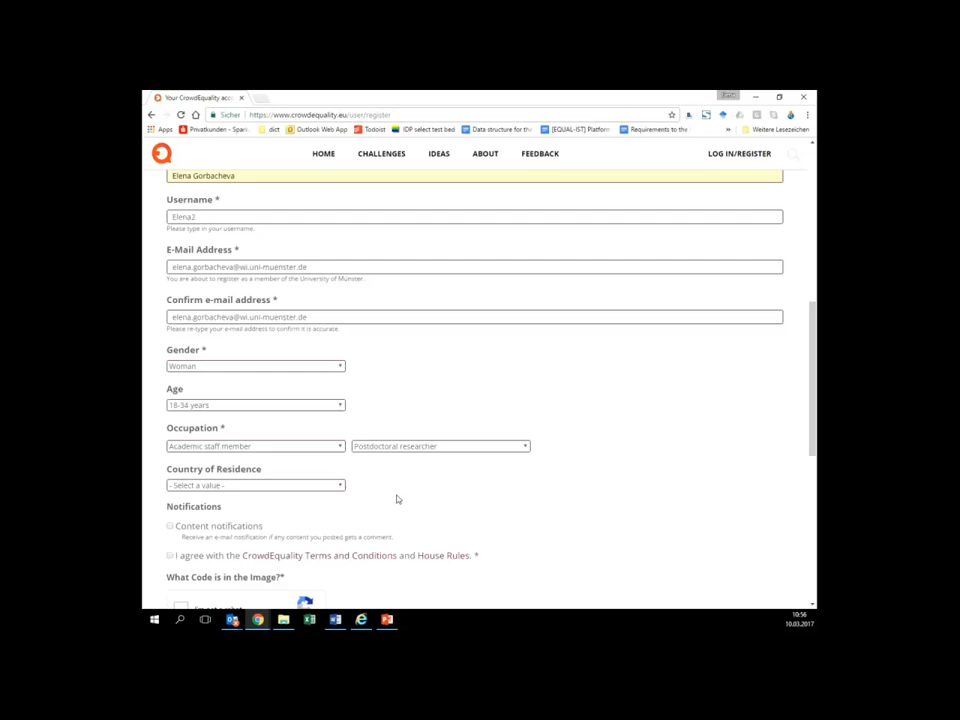 Your CrowdEquality acc
Elena
Sicher
https://www.crowdequality.eu/user/register
Apps
Privatkunden - Spani
dict
Outlook Web App
Todoist
IDP select test bed
Data structure for th
[EQUAL-IST] Platform
Requirements to the
»
Weitere Lesezeichen
HOME
CHALLENGES
IDEAS
ABOUT
FEEDBACK
LOG IN/REGISTER
Elena Gorbacheva
Username *
Elena2
Please type in your username.
E-Mail Address *
elena.gorbacheva@wi.uni-muenster.de
You are about to register as a member of the University of Münster.
Confirm e-mail address *
elena.gorbacheva@wi.uni-muenster.de
Please re-type your e-mail address to confirm it is accurate.
Gender *
Woman
Age
18-34 years
Occupation *
Academic staff member
Postdoctoral researcher
Country of Residence
- Select a value -
Notifications
Content notifications
Receive an e-mail notification if any content you posted gets a comment.
I agree with the CrowdEquality Terms and Conditions and House Rules. *
What Code is in the Image?*
I'm not a robot
10:56
10.03.2017